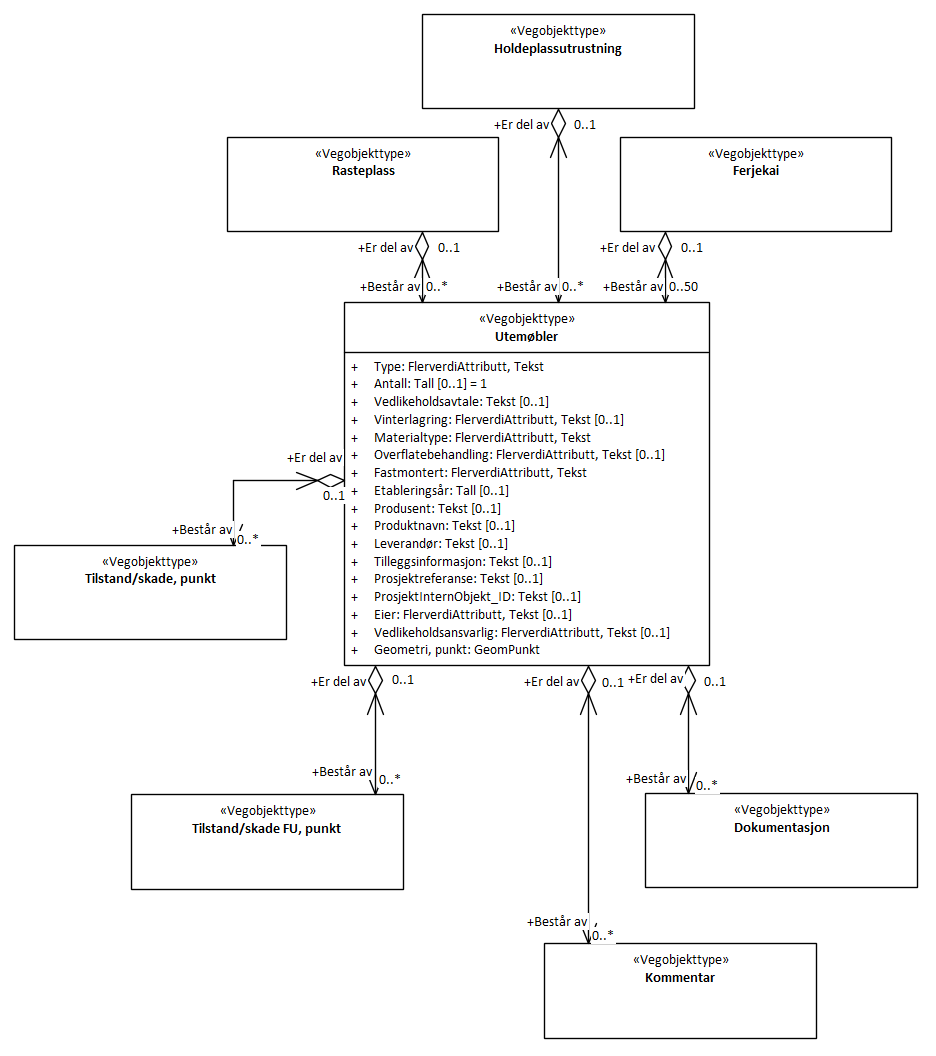 «Vegobjekttype»
Holdeplassutrustning
+Er del av 0..1
«Vegobjekttype»
Rasteplass
«Vegobjekttype»
Ferjekai
+Er del av 0..1
+Er del av 0..1
+Består av 0..*
+Består av 0..*
+Består av 0..50
«Vegobjekttype»
Utemøbler
+ Type: FlerverdiAttributt, Tekst
+ Antall: Tall [0..1] = 1
+ Vedlikeholdsavtale: Tekst [0..1]
+ Vinterlagring: FlerverdiAttributt, Tekst [0..1]
+ Materialtype: FlerverdiAttributt, Tekst
+ Overflatebehandling: FlerverdiAttributt, Tekst [0..1]
+ Fastmontert: FlerverdiAttributt, Tekst
+ Etableringsår: Tall [0..1]
+ Produsent: Tekst [0..1]
+ Produktnavn: Tekst [0..1]
+ Leverandør: Tekst [0..1]
+ Tilleggsinformasjon: Tekst [0..1]
+ Prosjektreferanse: Tekst [0..1]
+ ProsjektInternObjekt_ID: Tekst [0..1]
+ Eier: FlerverdiAttributt, Tekst [0..1]
+ Vedlikeholdsansvarlig: FlerverdiAttributt, Tekst [0..1]
+ Geometri, punkt: GeomPunkt
+Er del av
0..1
+Består av
0..*
«Vegobjekttype»
Tilstand/skade, punkt
+Er del av 0..1
+Er del av 0..1
+Er del av 0..1
+Består av
0..*
«Vegobjekttype»
Tilstand/skade FU, punkt
+Består av
0..*
«Vegobjekttype»
Dokumentasjon
+Består av
0..*
«Vegobjekttype»
Kommentar